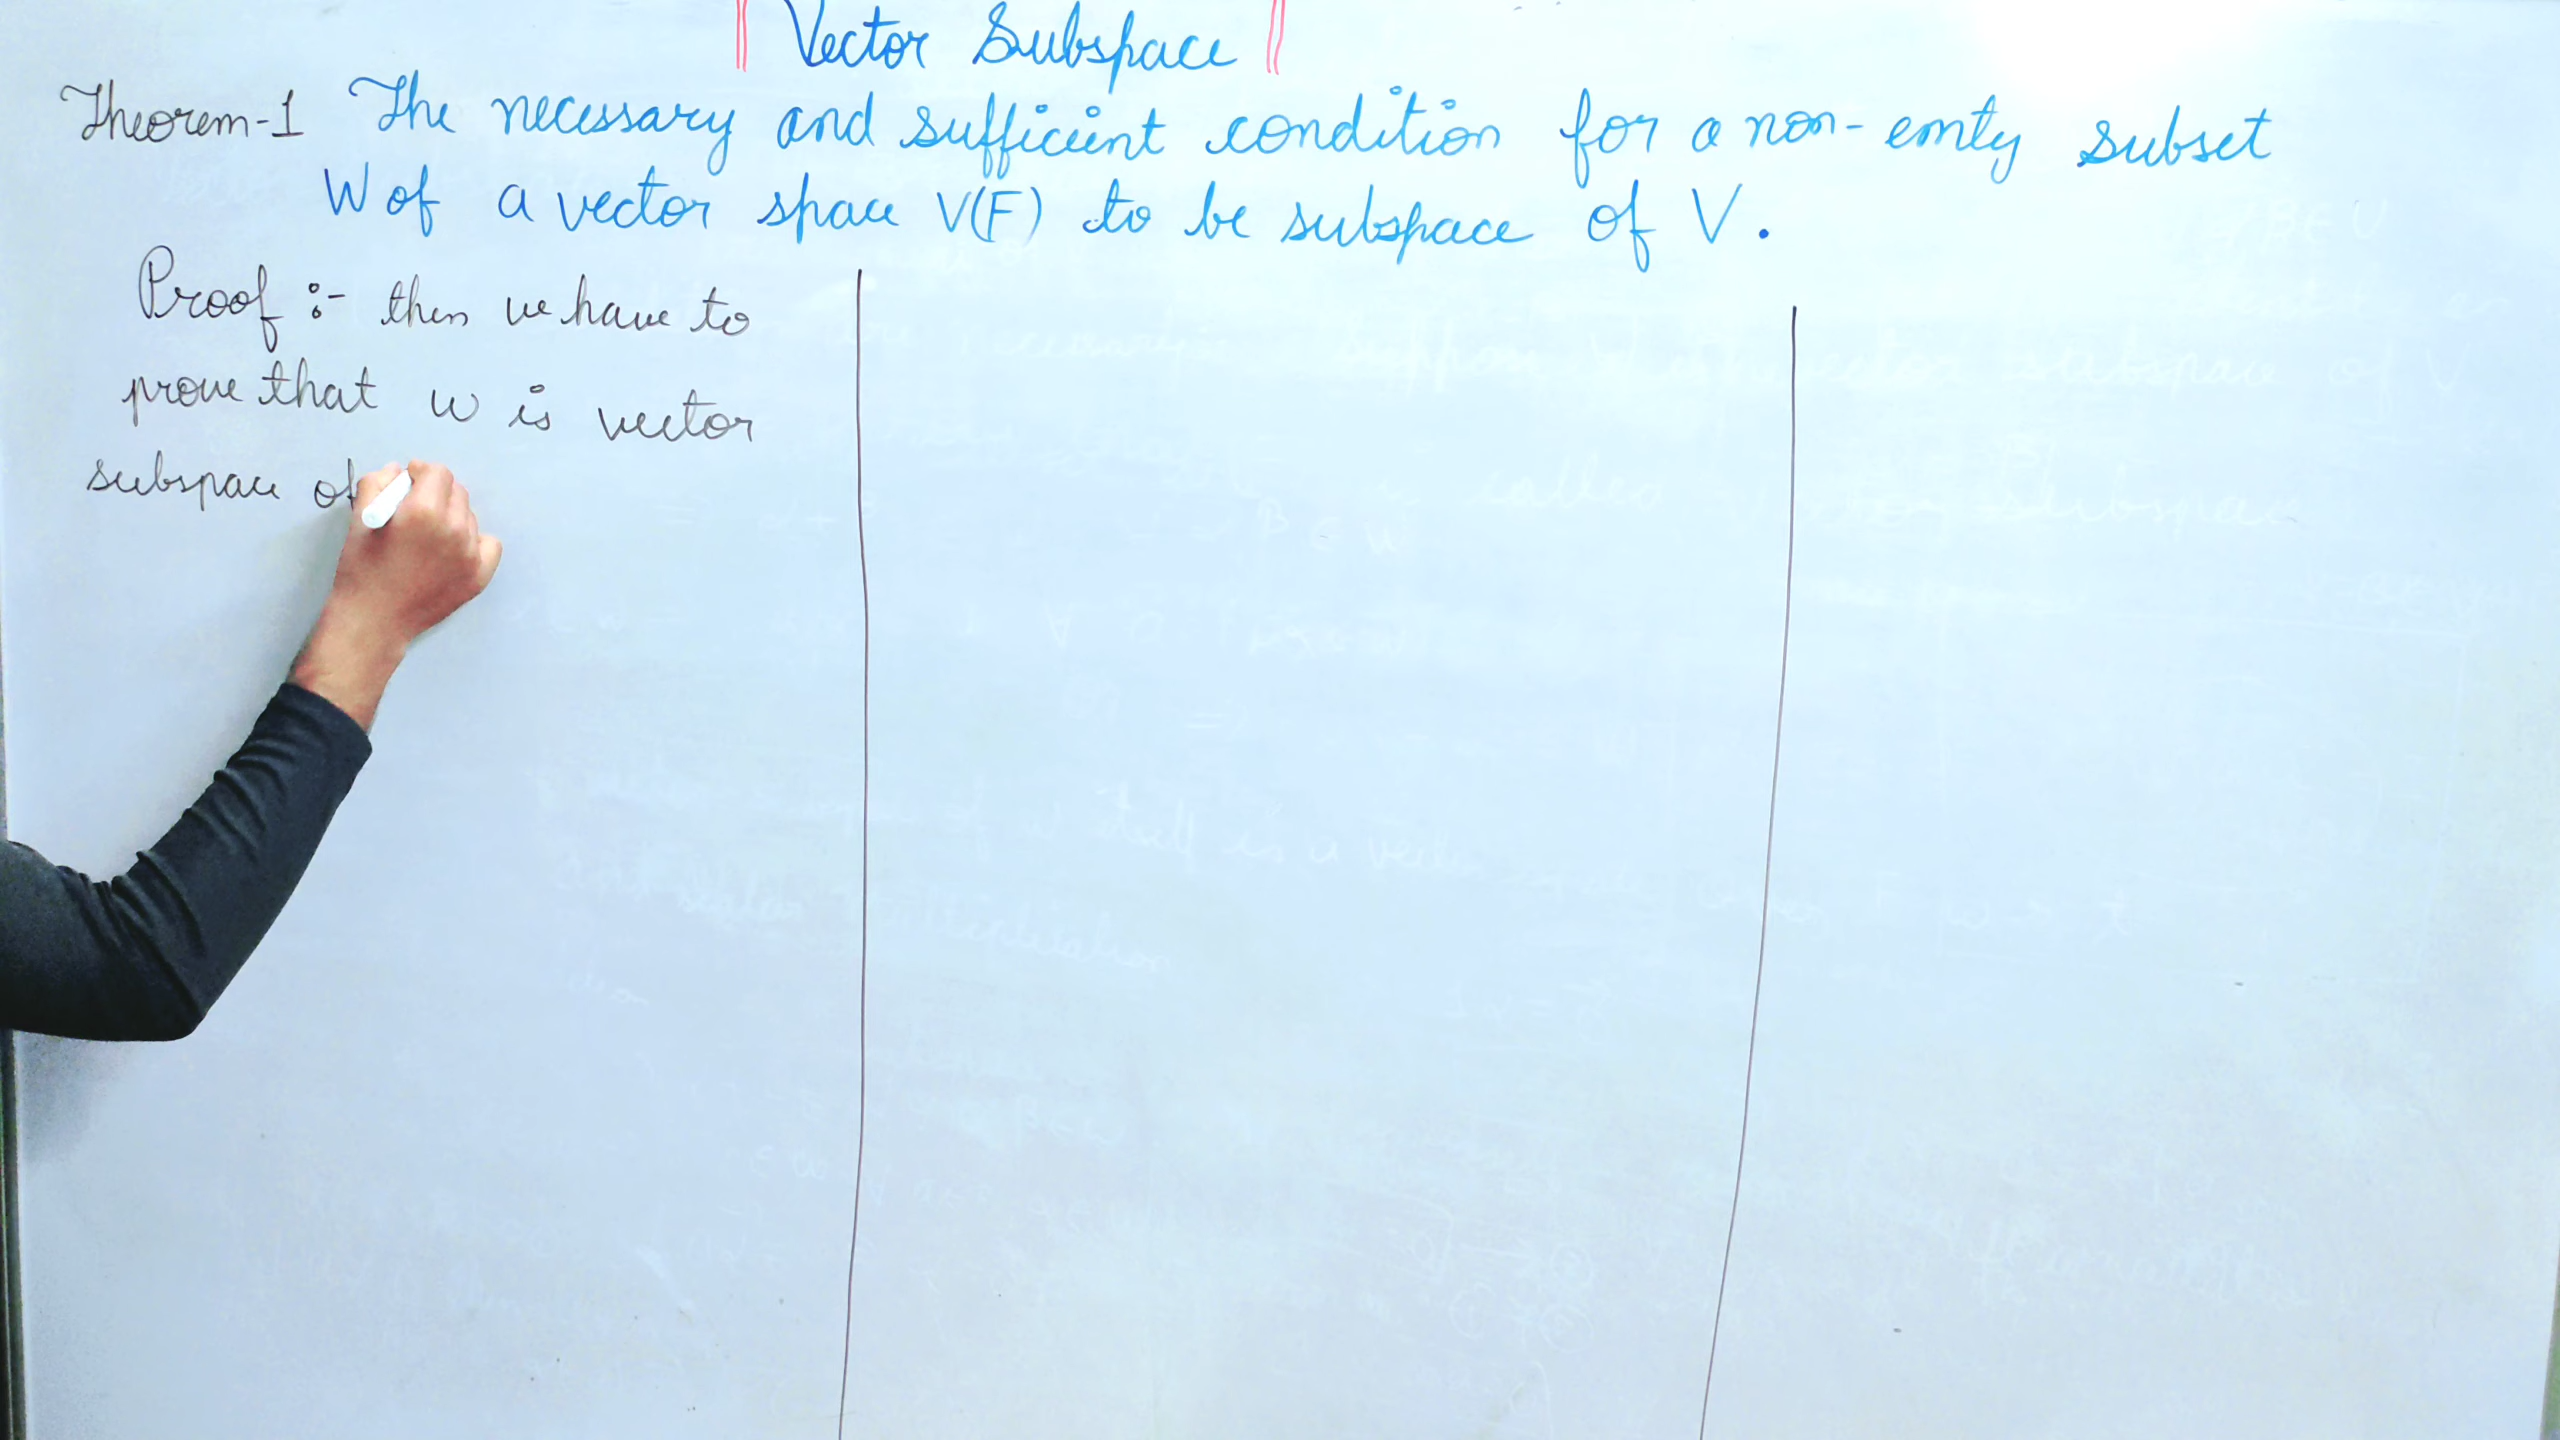 || Vector Subspace ||
Theorem-1 The necessary and sufficient condition for a non-emty subset
W of a vector space V(F) to be subspace of V.
Proof :- then we have to
prove that w is vector
subspace of